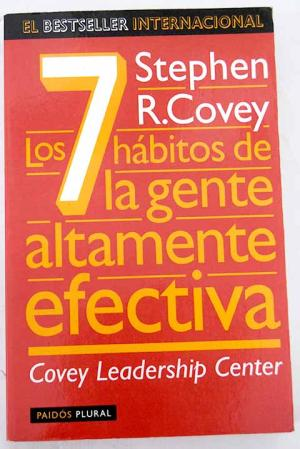 EL BESTSELLER INTERNACIONAL
Stephen
R.Covey
Los 7 hábitos de
la gente
altamente
efectiva
Covey Leadership Center
PAIDÓS PLURAL